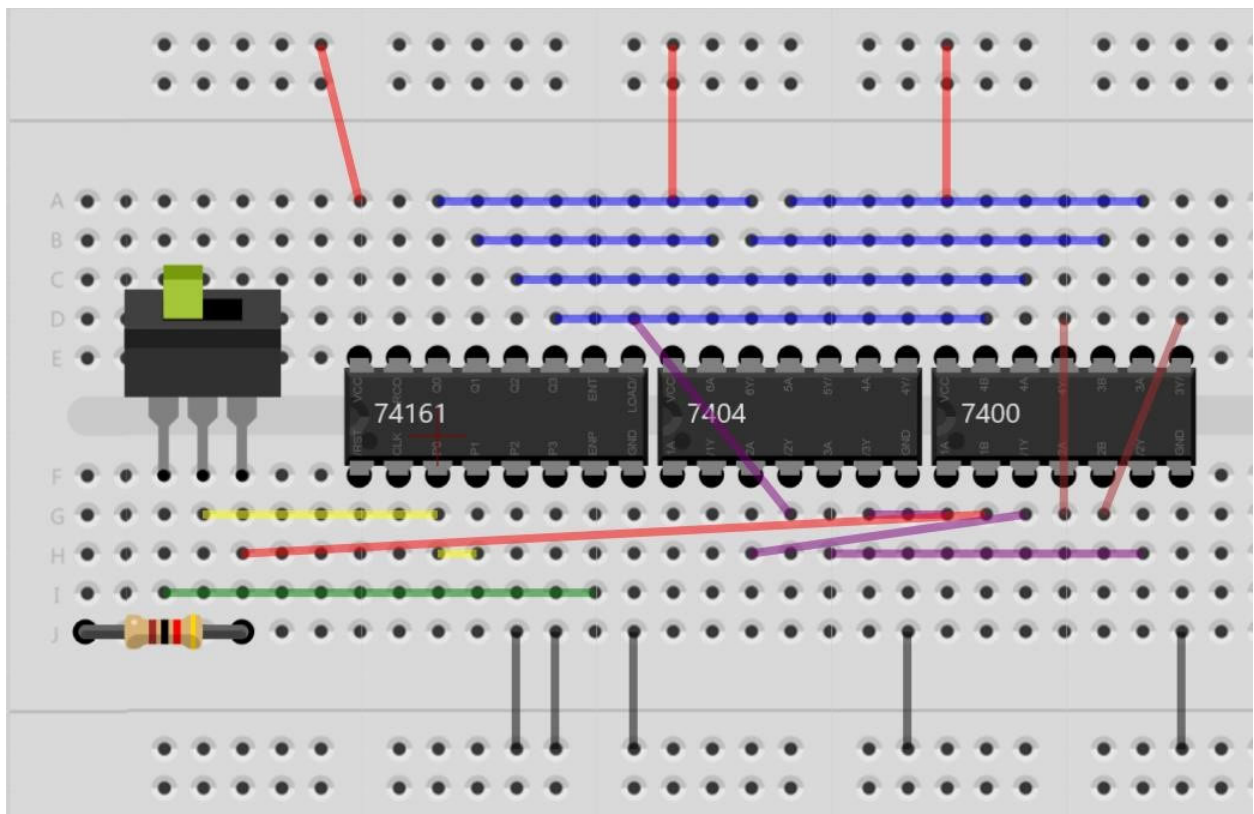 A
B
C
D
E
VCC RCO Q0 Q1 Q2 Q3 ENT LOAD/ VCC 6A 6Y/ 5A 5Y/ 4A 4Y/ VCC 4B 4A 4Y/ 3B 3A 3Y/
74161 7404 7400
/RST CLK P0 P1 P2 P3 ENP GND 1A /1Y 2A /2Y 3A /3Y GND 1A 1B /1Y 2A 2B /2Y GND
F
G
H
I
J